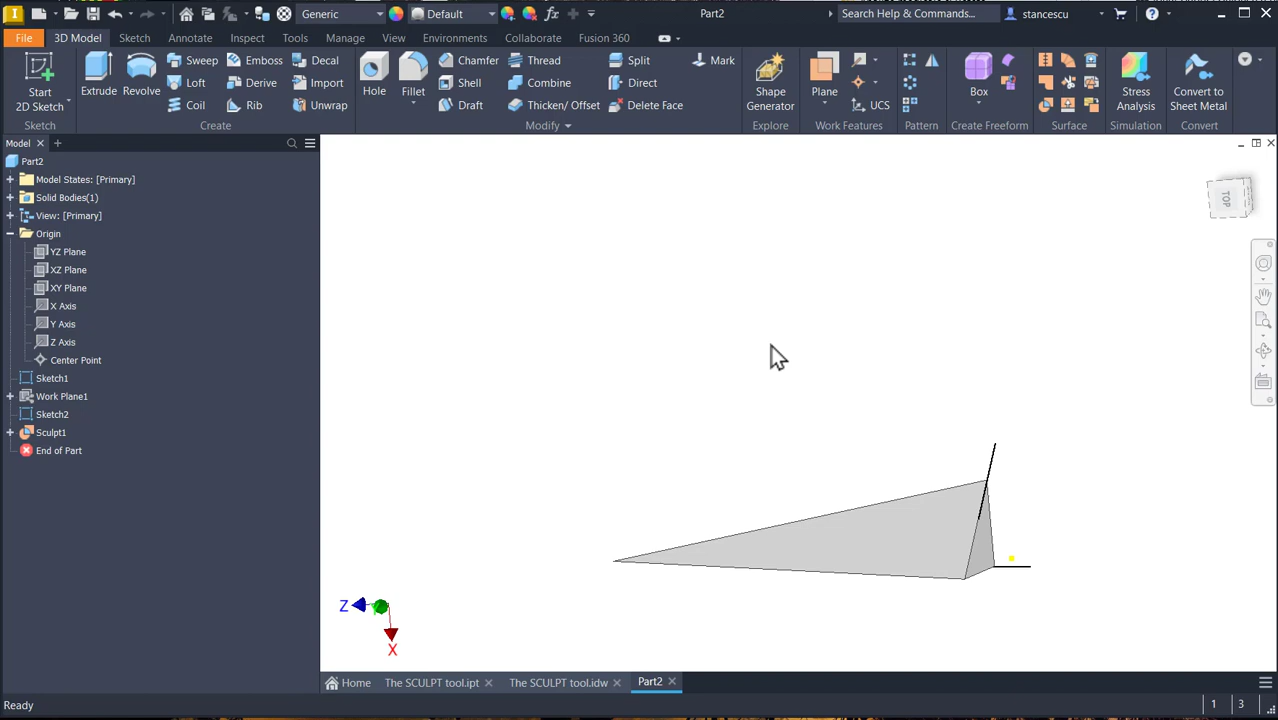 Generic
Default
Part2
Search Help & Commands...
stancescu
File
3D Model
Sketch
Annotate
Inspect
Tools
Manage
View
Environments
Collaborate
Fusion 360
Start
2D Sketch
Sketch
Extrude
Revolve
Sweep
Loft
Coil
Emboss
Derive
Rib
Decal
Import
Unwrap
Create
Hole
Fillet
Chamfer
Shell
Draft
Thread
Combine
Thicken/ Offset
Split
Direct
Delete Face
Mark
Modify
Shape
Generator
Explore
Plane
UCS
Work Features
Pattern
Box
Create Freeform
Surface
Stress
Analysis
Simulation
Convert to
Sheet Metal
Convert
Model
Part2
Model States: [Primary]
Solid Bodies(1)
View: [Primary]
Origin
YZ Plane
XZ Plane
XY Plane
X Axis
Y Axis
Z Axis
Center Point
Sketch1
Work Plane1
Sketch2
Sculpt1
End of Part
TOP
Z
X
Home
The SCULPT tool.ipt
The SCULPT tool.idw
Part2
Ready
1
3